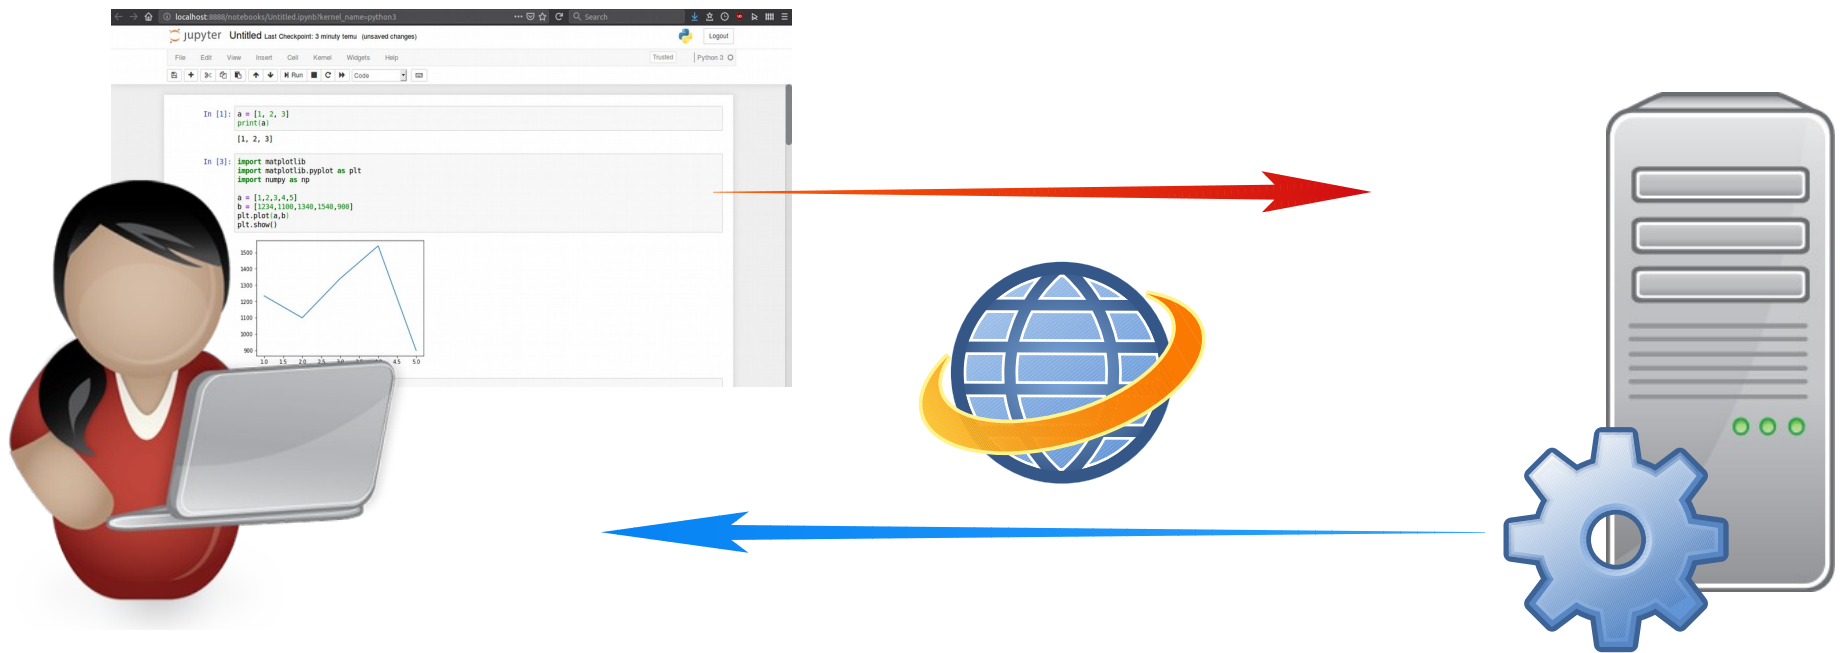 localhost:8888/notebooks/Untitled.ipynb?kernel_name=python3
Search
jupyter Untitled Last Checkpoint: 3 minuty temu (unsaved changes)
Logout
File Edit View Insert Cell Kernel Widgets Help
Trusted
Python 3
Run
Code
In [1]: a = [1, 2, 3]
print(a)
[1, 2, 3]
In [3]: import matplotlib
import matplotlib.pyplot as plt
import numpy as np
a = [1,2,3,4,5]
b = [1234,1100,1340,1540,900]
plt.plot(a,b)
plt.show()
1500
1400
1300
1200
1100
1000
900
1.0 1.5 2.0 2.5 3.0 3.5 4.5 5.0